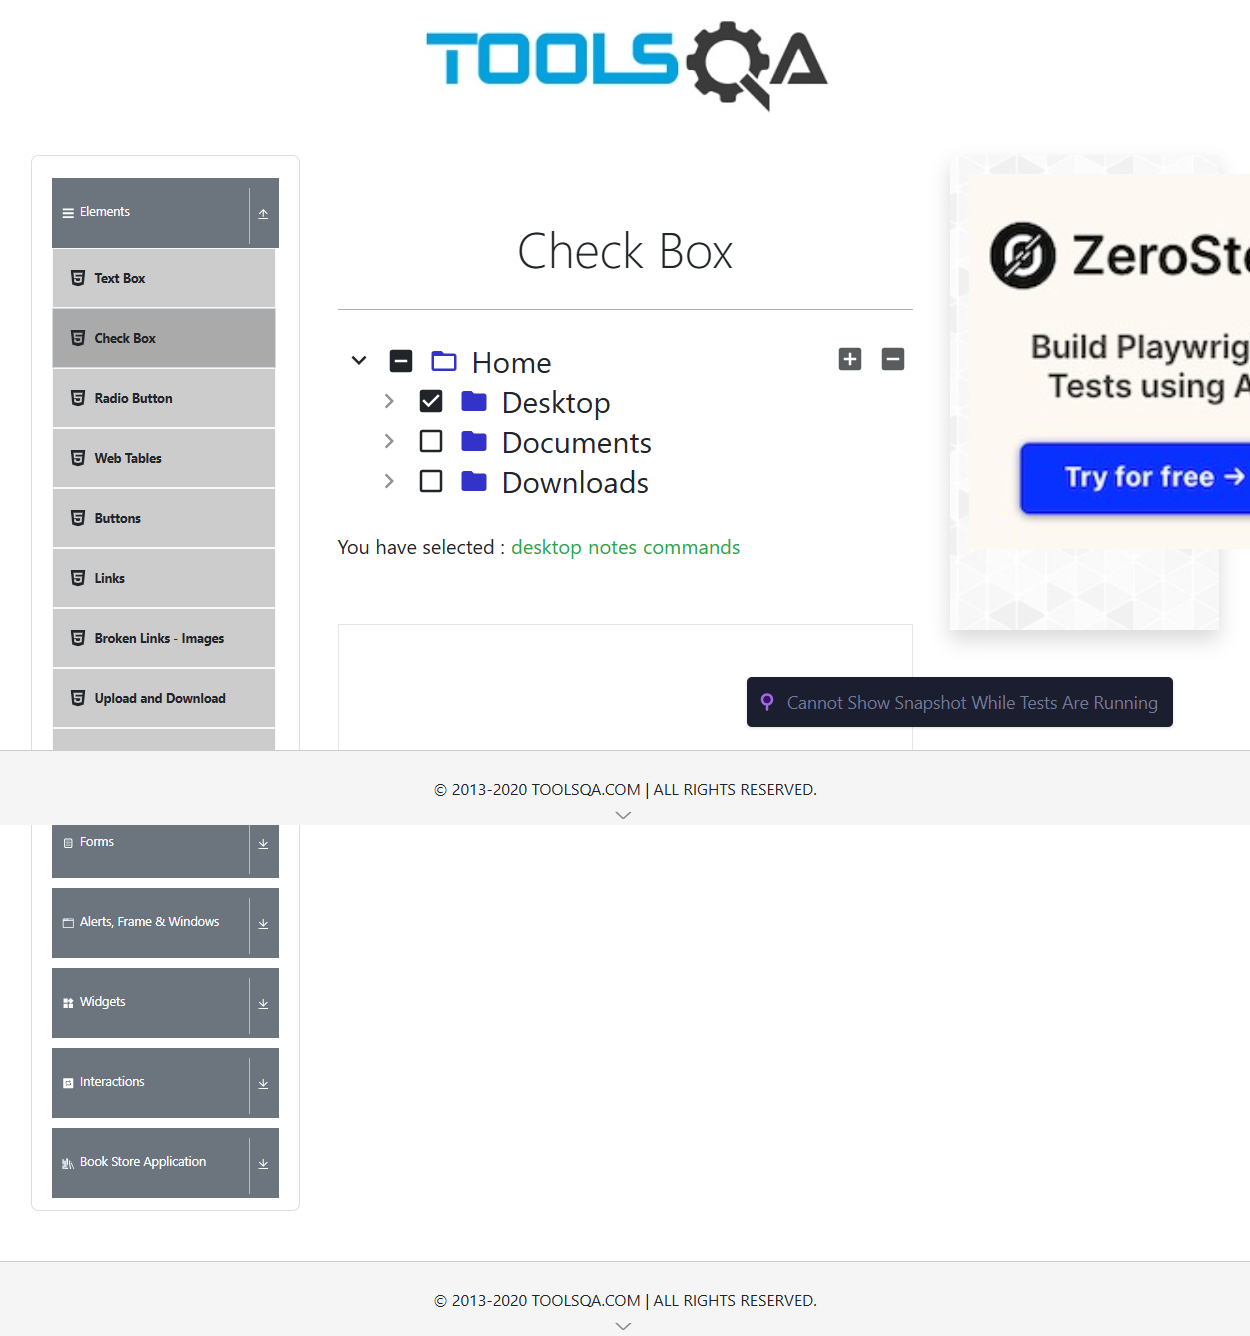 TOOLSQA
Elements
Text Box
Check Box
Radio Button
Web Tables
Buttons
Links
Broken Links - Images
Upload and Download
Check Box
Home
Desktop
Documents
Downloads
You have selected : desktop notes commands
ZeroSte
Build Playwrig
Tests using A
Try for free →
Cannot Show Snapshot While Tests Are Running
© 2013-2020 TOOLSQA.COM | ALL RIGHTS RESERVED.
Forms
Alerts, Frame & Windows
Widgets
Interactions
Book Store Application
© 2013-2020 TOOLSQA.COM | ALL RIGHTS RESERVED.